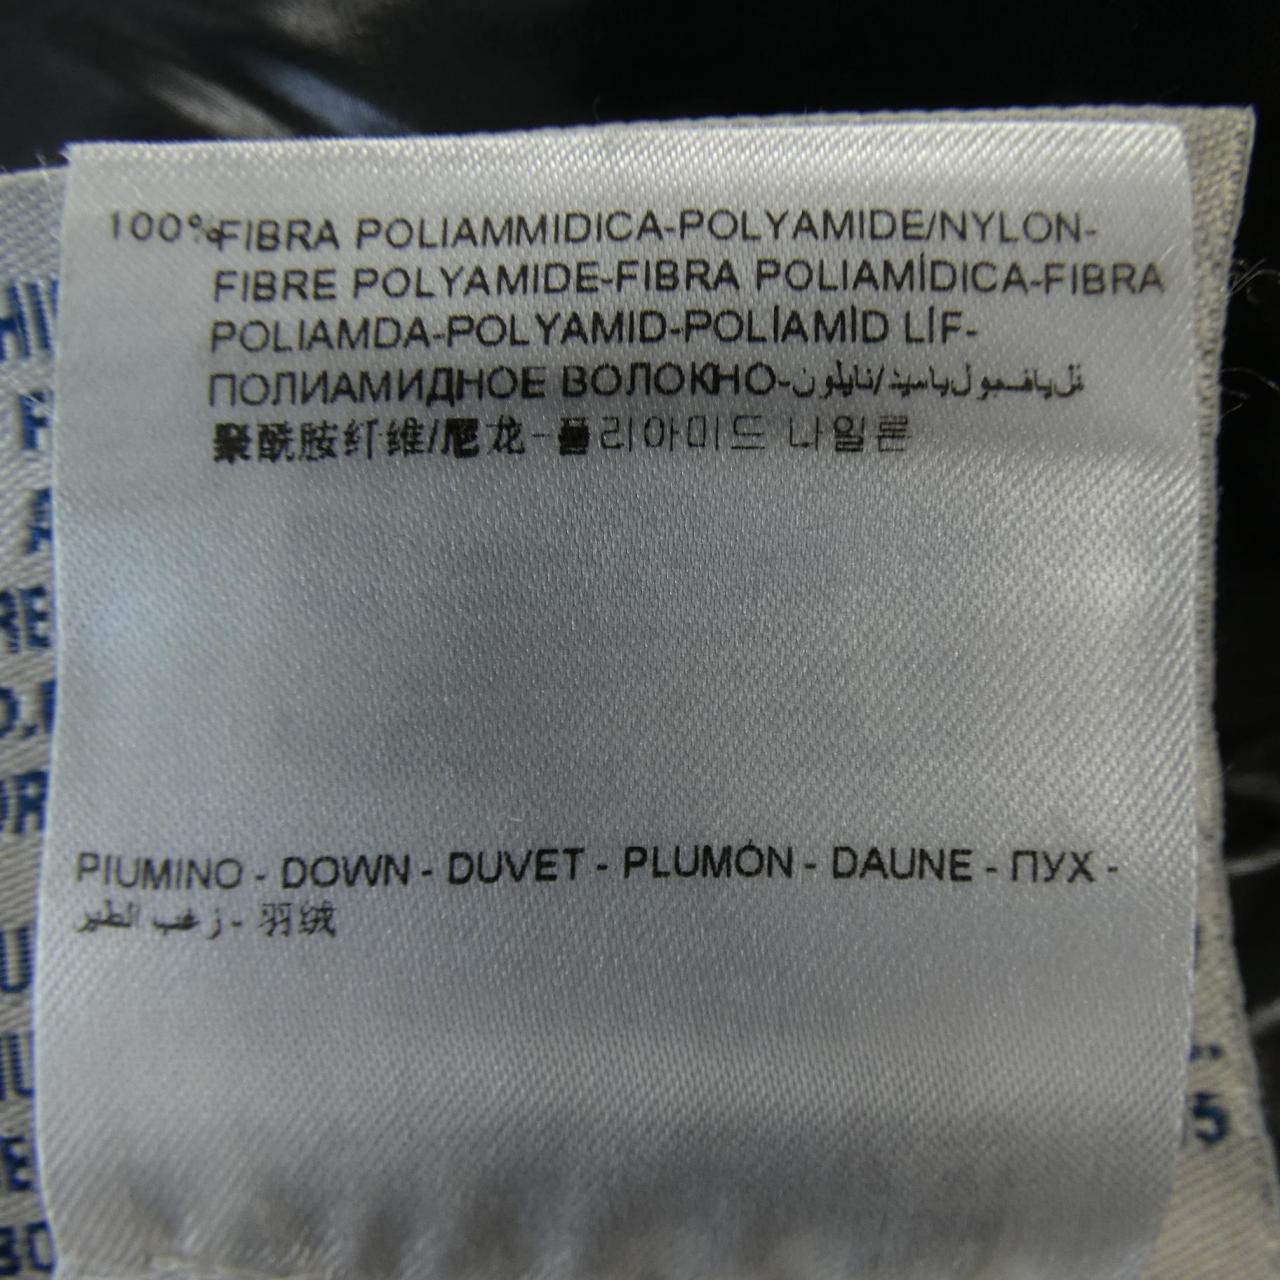 100%FIBRA POLIAMMIDICA-POLYAMIDE/NYLON-
FIBRE POLYAMIDE-FIBRA POLIAMÍDICA-FIBRA
POLIAMDA-POLYAMID-POLİAMİD LİF-
ПОЛИАМИДНОЕ ВОЛОКНО-نايلون/
聚酰胺纤维/尼龙-폴리아미드 나일론
PIUMINO - DOWN - DUVET - PLUMÓN - DAUNE - ПУХ -
زغب الطير - 羽绒
5